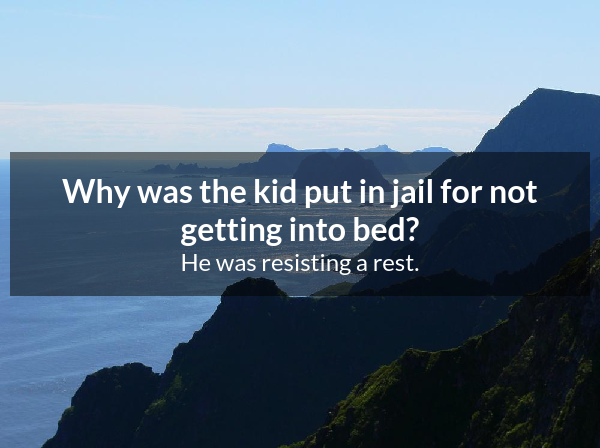 Why was the kid put in jail for not
getting into bed?
He was resisting a rest.